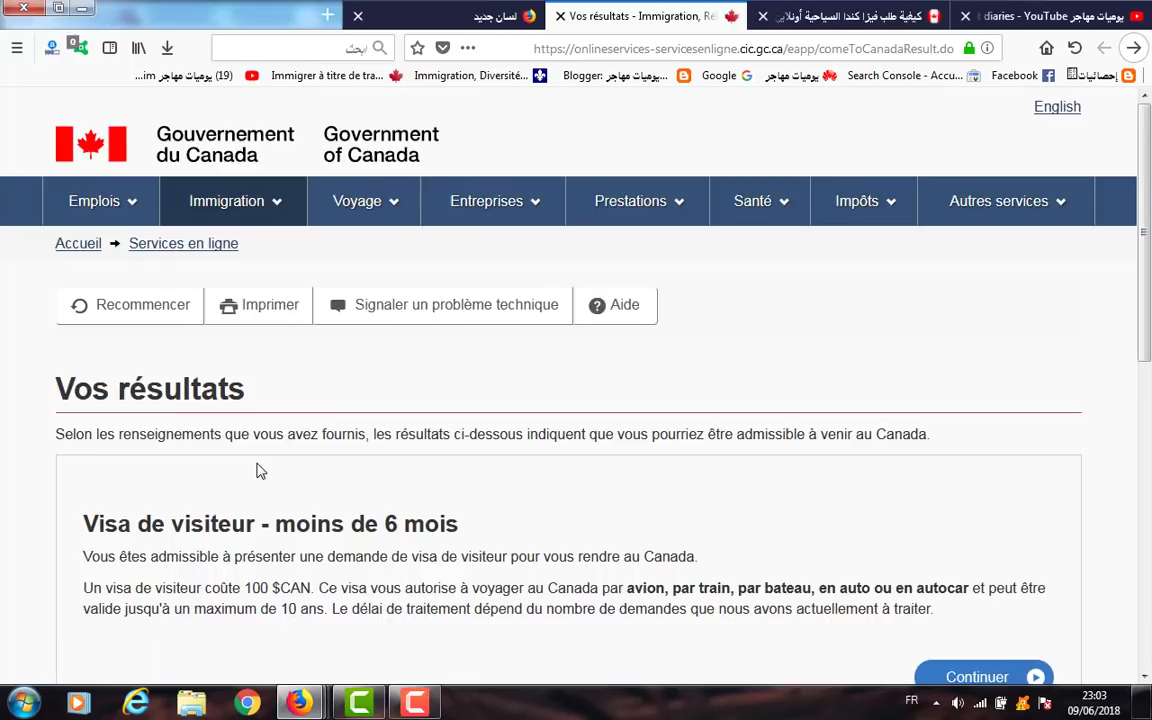 لسان جديد
Vos résultats - Immigration, Ré
كيفية طلب فيزا كندا السياحية أونلاين
diaries - YouTube يوميات مهاجر
ابحث
https://onlineservices-servicesenligne.cic.gc.ca/eapp/comeToCanadaResult.do
(19) يوميات مهاجر im...
Immigrer à titre de tra...
Immigration, Diversité...
Blogger: يوميات مهاجر...
Google
يوميات مهاجر
Search Console - Accu...
Facebook
إحصائيات
English
Gouvernement du Canada
Government of Canada
Emplois
Immigration
Voyage
Entreprises
Prestations
Santé
Impôts
Autres services
Accueil
Services en ligne
Recommencer
Imprimer
Signaler un problème technique
Aide
Vos résultats
Selon les renseignements que vous avez fournis, les résultats ci-dessous indiquent que vous pourriez être admissible à venir au Canada.
Visa de visiteur - moins de 6 mois
Vous êtes admissible à présenter une demande de visa de visiteur pour vous rendre au Canada.
Un visa de visiteur coûte 100 $CAN. Ce visa vous autorise à voyager au Canada par avion, par train, par bateau, en auto ou en autocar et peut être
valide jusqu'à un maximum de 10 ans. Le délai de traitement dépend du nombre de demandes que nous avons actuellement à traiter.
Continuer
FR
23:03
09/06/2018